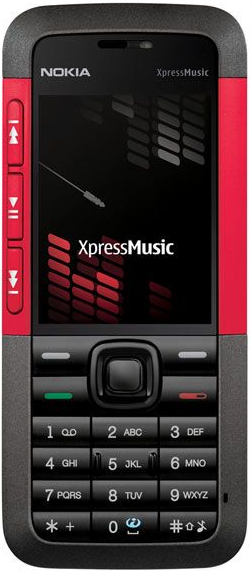 NOKIA XpressMusic
XpressMusic
1 2 ABC 3 DEF
4 GHI 5 JKL 6 MNO
7 PQRS 8 TUV 9 WXYZ
* + 0 #